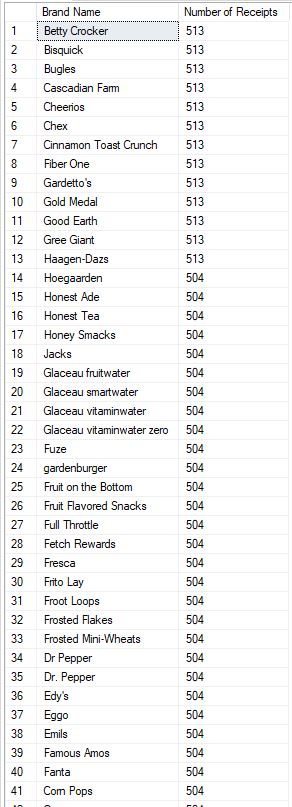 Brand Name Number of Receipts
1 Betty Crocker 513
2 Bisquick 513
3 Bugles 513
4 Cascadian Farm 513
5 Cheerios 513
6 Chex 513
7 Cinnamon Toast Crunch 513
8 Fiber One 513
9 Gardetto's 513
10 Gold Medal 513
11 Good Earth 513
12 Gree Giant 513
13 Haagen-Dazs 513
14 Hoegaarden 504
15 Honest Ade 504
16 Honest Tea 504
17 Honey Smacks 504
18 Jacks 504
19 Glaceau fruitwater 504
20 Glaceau smartwater 504
21 Glaceau vitaminwater 504
22 Glaceau vitaminwater zero 504
23 Fuze 504
24 gardenburger 504
25 Fruit on the Bottom 504
26 Fruit Flavored Snacks 504
27 Full Throttle 504
28 Fetch Rewards 504
29 Fresca 504
30 Frito Lay 504
31 Froot Loops 504
32 Frosted Flakes 504
33 Frosted Mini-Wheats 504
34 Dr Pepper 504
35 Dr. Pepper 504
36 Edy's 504
37 Eggo 504
38 Emils 504
39 Famous Amos 504
40 Fanta 504
41 Corn Pops 504